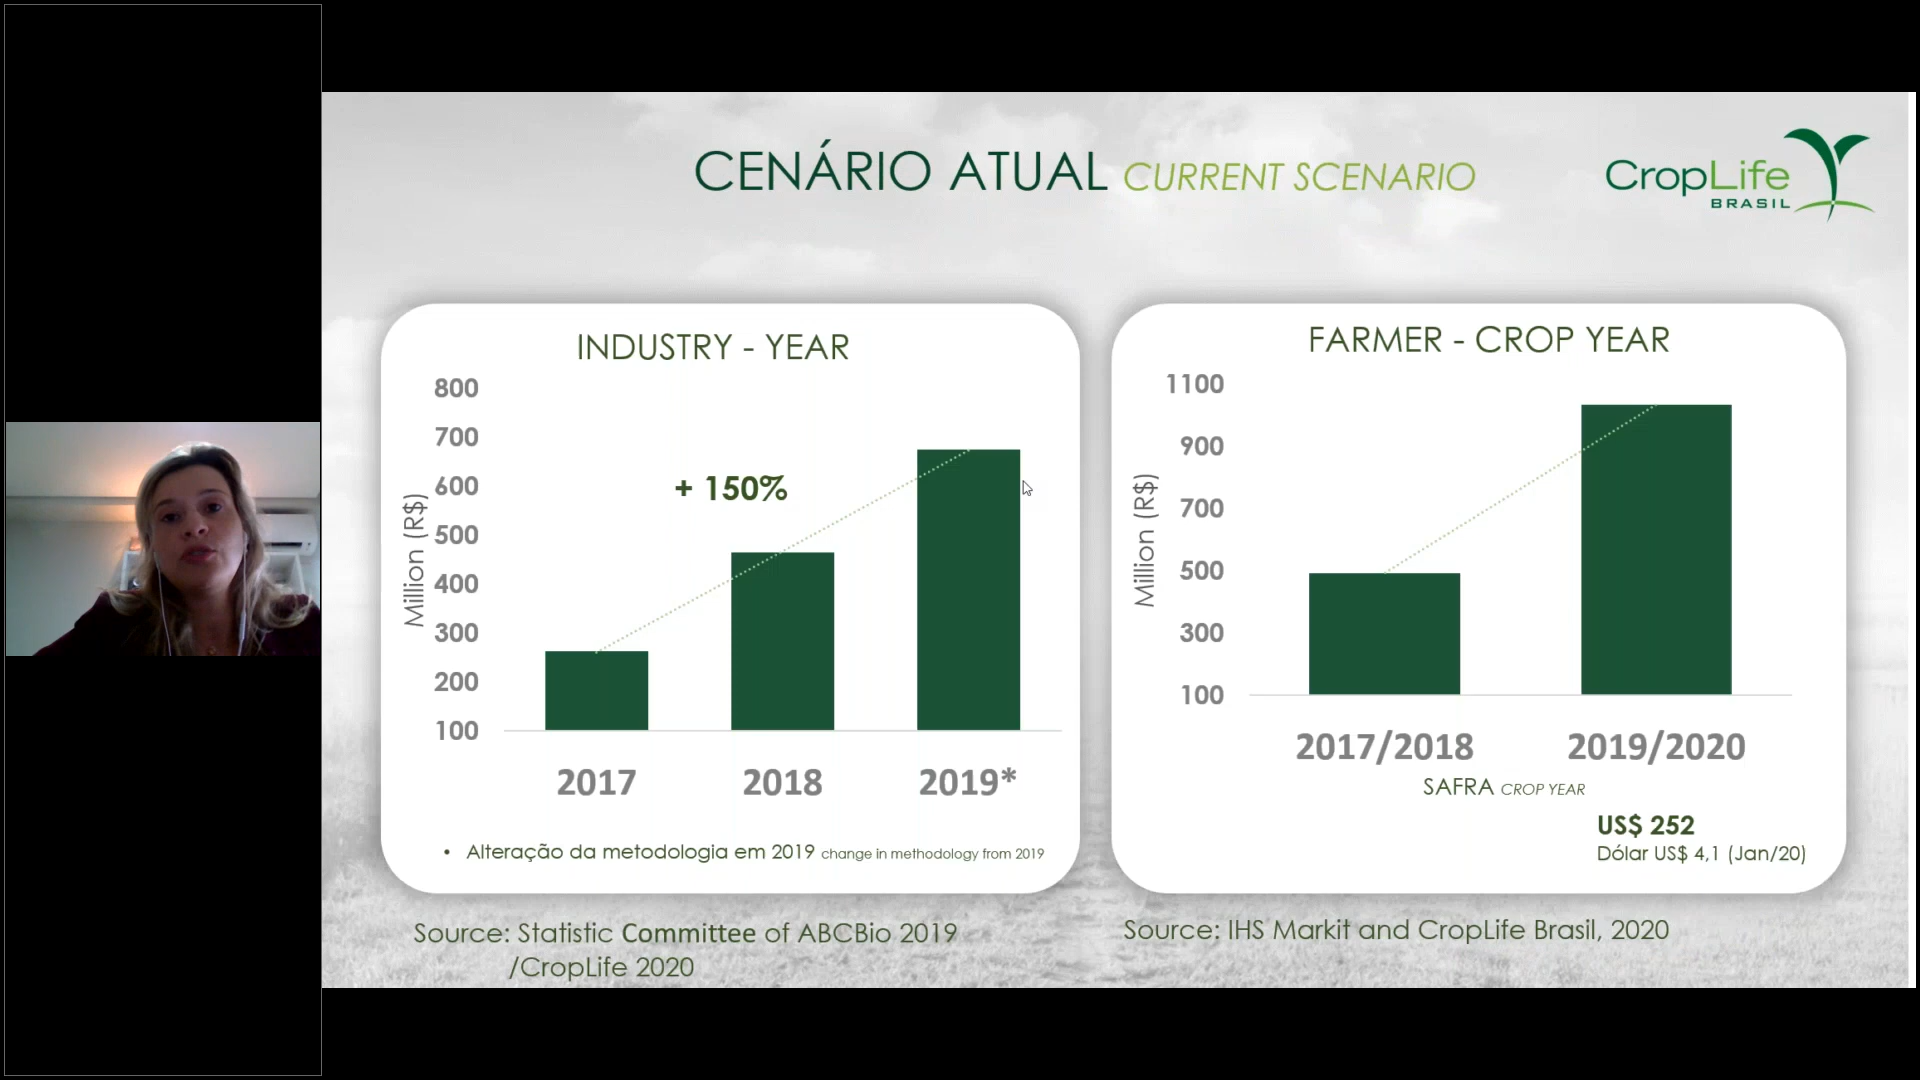 CENÁRIO ATUAL CURRENT SCENARIO
CropLife
BRASIL
INDUSTRY - YEAR
800
700
600
500
400
300
200
100
Million (R$)
+ 150%
2017 2018 2019*
• Alteração da metodologia em 2019 change in methodology from 2019
Source: Statistic Committee of ABCBio 2019
/CropLife 2020
FARMER - CROP YEAR
1100
900
700
500
300
100
Million (R$)
2017/2018 2019/2020
SAFRA CROP YEAR
US$ 252
Dólar US$ 4,1 (Jan/20)
Source: IHS Markit and CropLife Brasil, 2020